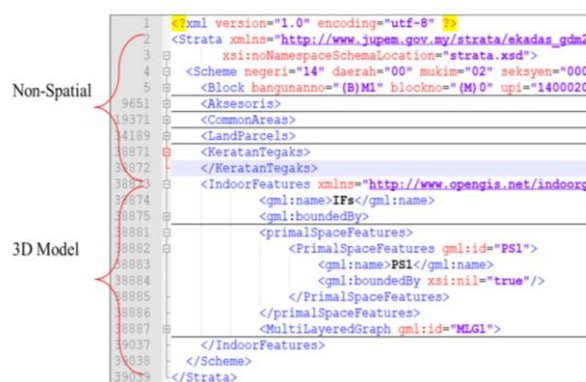 1 <?xml version="1.0" encoding="utf-8" ?>
2 <Strata xmlns="http://www.jupem.gov.my/strata/ekadas_gdm2
3 xsi:noNamespaceSchemaLocation="strata.xsd">
4 <Scheme negeri="14" daerah="00" mukim="02" seksyen="000
Non-Spatial
5 <Block bangunanno="(B)M1" blockno="(M)0" upi="1400020
9651 <Aksesoris>
19371 <CommonAreas>
34189 <LandParcels>
38871 <KeratanTegaks>
38872 </KeratanTegaks>
38873 <IndoorFeatures xmlns="http://www.opengis.net/indoorg
38874 <gml:name>IFs</gml:name>
38875 <gml:boundedBy>
38881 <primalSpaceFeatures>
3D Model
38882 <PrimalSpaceFeatures gml:id="PS1">
38883 <gml:name>PS1</gml:name>
38884 <gml:boundedBy xsi:nil="true"/>
38885 </PrimalSpaceFeatures>
38886 </primalSpaceFeatures>
38887 <MultiLayeredGraph gml:id="MLG1">
39037 </IndoorFeatures>
39038 </Scheme>
39039 </Strata>